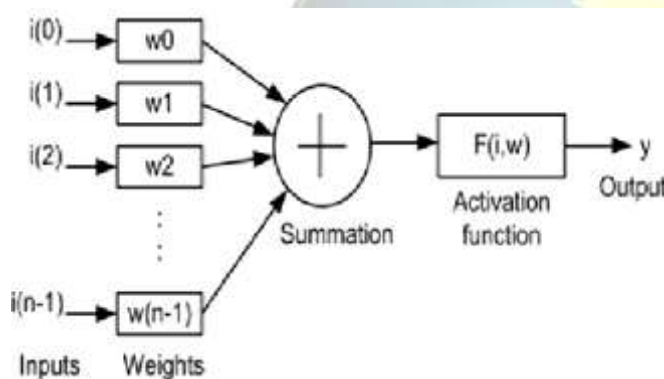 i(0)
w0
i(1)
w1
i(2)
w2
F(i,w)
y
Output
Summation
Activation
function
i(n-1)
w(n-1)
Inputs
Weights